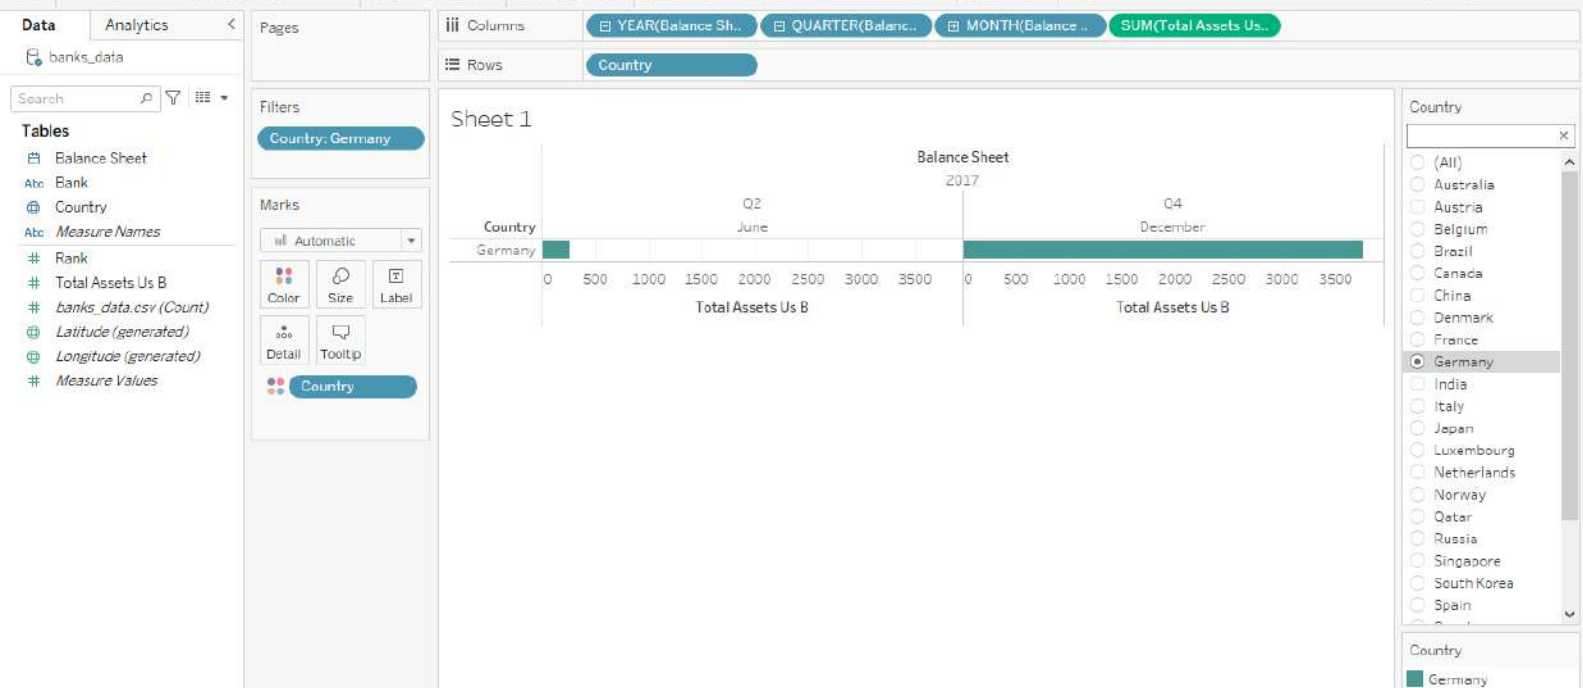 Data Analytics
banks_data
Search
Tables
Balance Sheet
Abc Bank
Country
Abc Measure Names
# Rank
# Total Assets Us B
# banks_data.csv (Count)
Latitude (generated)
Longitude (generated)
# Measure Values
Pages
Filters
Country: Germany
Marks
Automatic
Color Size Label
Detail Tooltip
Country
Columns YEAR(Balance Sh.. QUARTER(Balanc.. MONTH(Balance .. SUM(Total Assets Us..
Rows Country
Sheet 1
Balance Sheet
2017
Q2 Q4
Country June December
Germany
0 500 1000 1500 2000 2500 3000 3500 0 500 1000 1500 2000 2500 3000 3500
Total Assets Us B Total Assets Us B
Country
(All)
Australia
Austria
Belgium
Brazil
Canada
China
Denmark
France
Germany
India
Italy
Japan
Luxembourg
Netherlands
Norway
Qatar
Russia
Singapore
South Korea
Spain
Country
Germany